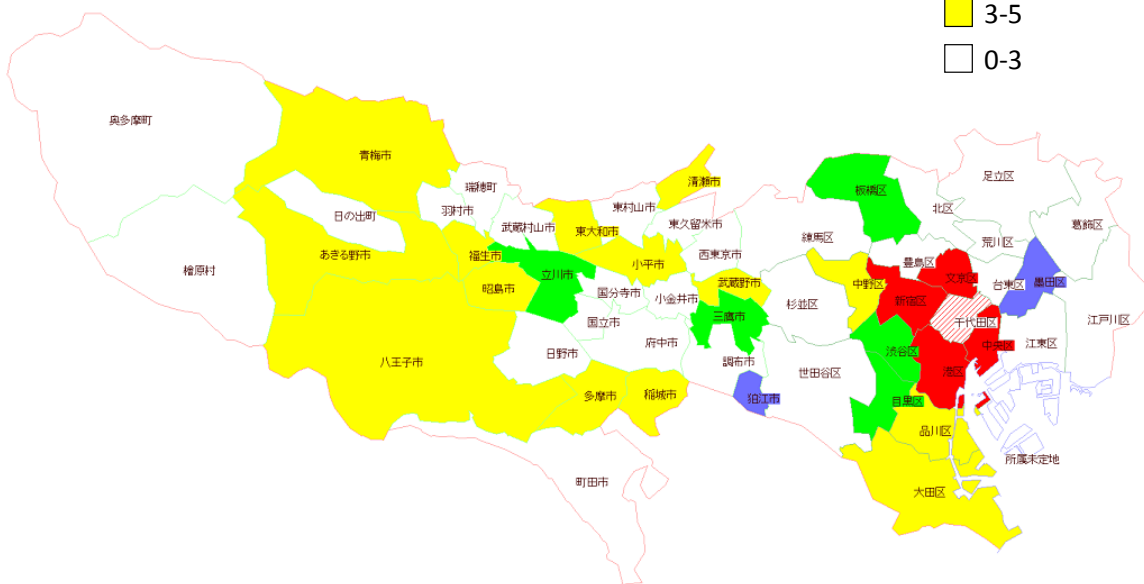 3-5
0-3
奥多摩町
青梅市
瑞穂町
羽村市
日の出町
あきる野市
檜原村
福生市
昭島市
八王子市
武蔵村山市
立川市
東大和市
東村山市
清瀬市
東久留米市
小平市
西東京市
国分寺市
小金井市
国立市
日野市
府中市
武蔵野市
三鷹市
調布市
狛江市
多摩市
稲城市
町田市
板橋区
練馬区
北区
足立区
荒川区
葛飾区
豊島区
文京区
台東区
墨田区
中野区
新宿区
杉並区
千代田区
中央区
江東区
江戸川区
渋谷区
港区
世田谷区
目黒区
品川区
大田区
所属未定地